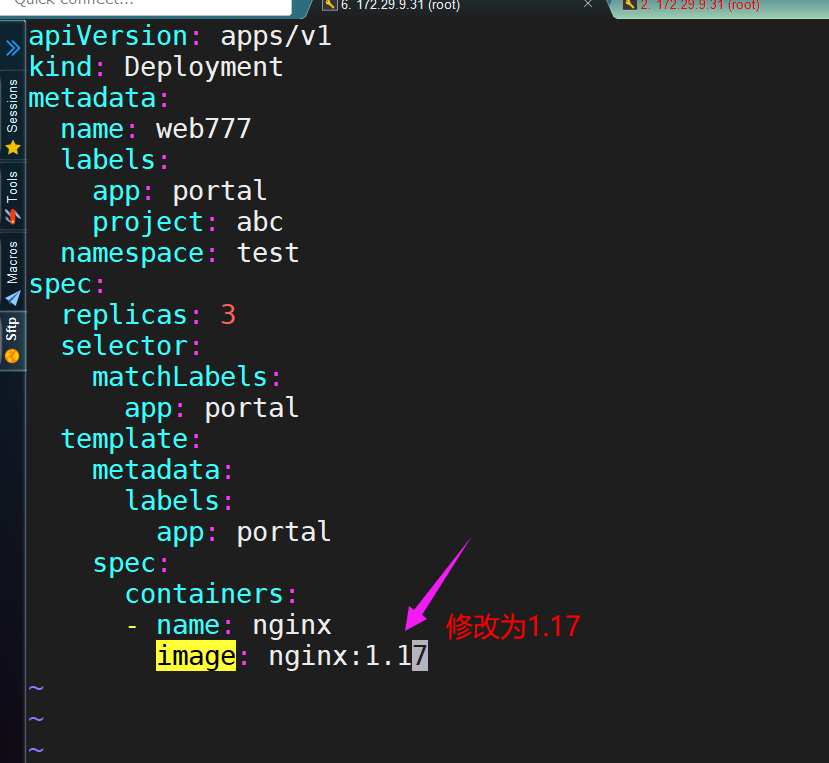 Quick connect...
6. 172.29.9.31 (root)
2. 172.29.9.31 (root)
Sessions
Tools
Macros
Sftp
apiVersion: apps/v1
kind: Deployment
metadata:
  name: web777
  labels:
    app: portal
    project: abc
  namespace: test
spec:
  replicas: 3
  selector:
    matchLabels:
      app: portal
  template:
    metadata:
      labels:
        app: portal
    spec:
      containers:
      - name: nginx
        image: nginx:1.17
修改为1.17
~
~
~